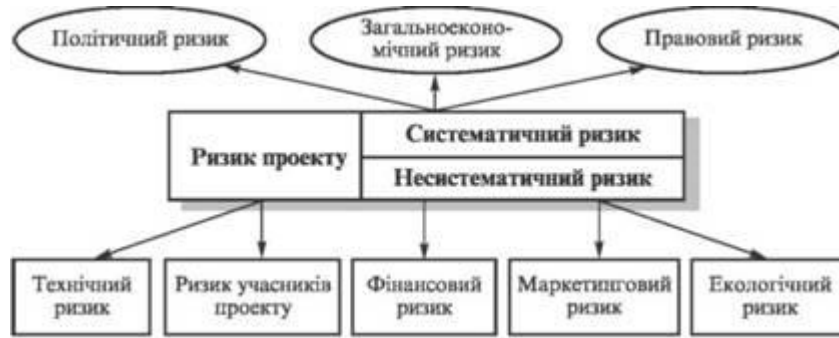 Політичний ризик
Загальноеконо-
мічний ризик
Правовий ризик
Ризик проекту
Систематичний ризик
Несистематичний ризик
Технічний
ризик
Ризик учасників
проекту
Фінансовий
ризик
Маркетинговий
ризик
Екологічний
ризик